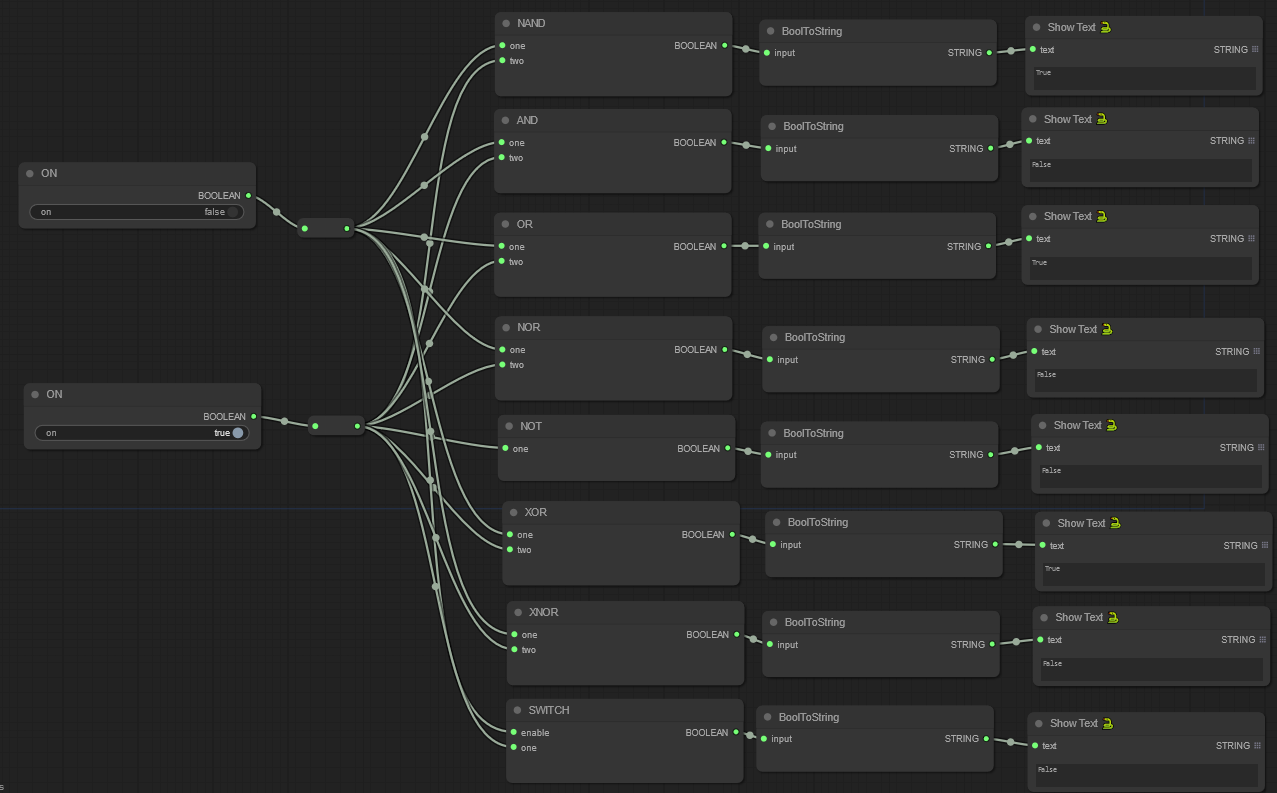 NAND
one BOOLEAN
two
BoolToString
input STRING
Show Text
text STRING
True
AND
one BOOLEAN
two
BoolToString
input STRING
Show Text
text STRING
False
ON
BOOLEAN
on false
OR
one BOOLEAN
two
BoolToString
input STRING
Show Text
text STRING
True
NOR
one BOOLEAN
two
BoolToString
input STRING
Show Text
text STRING
False
ON
BOOLEAN
on true
NOT
one BOOLEAN
BoolToString
input STRING
Show Text
text STRING
False
XOR
one BOOLEAN
two
BoolToString
input STRING
Show Text
text STRING
True
XNOR
one BOOLEAN
two
BoolToString
input STRING
Show Text
text STRING
False
SWITCH
enable BOOLEAN
one
BoolToString
input STRING
Show Text
text STRING
False
s